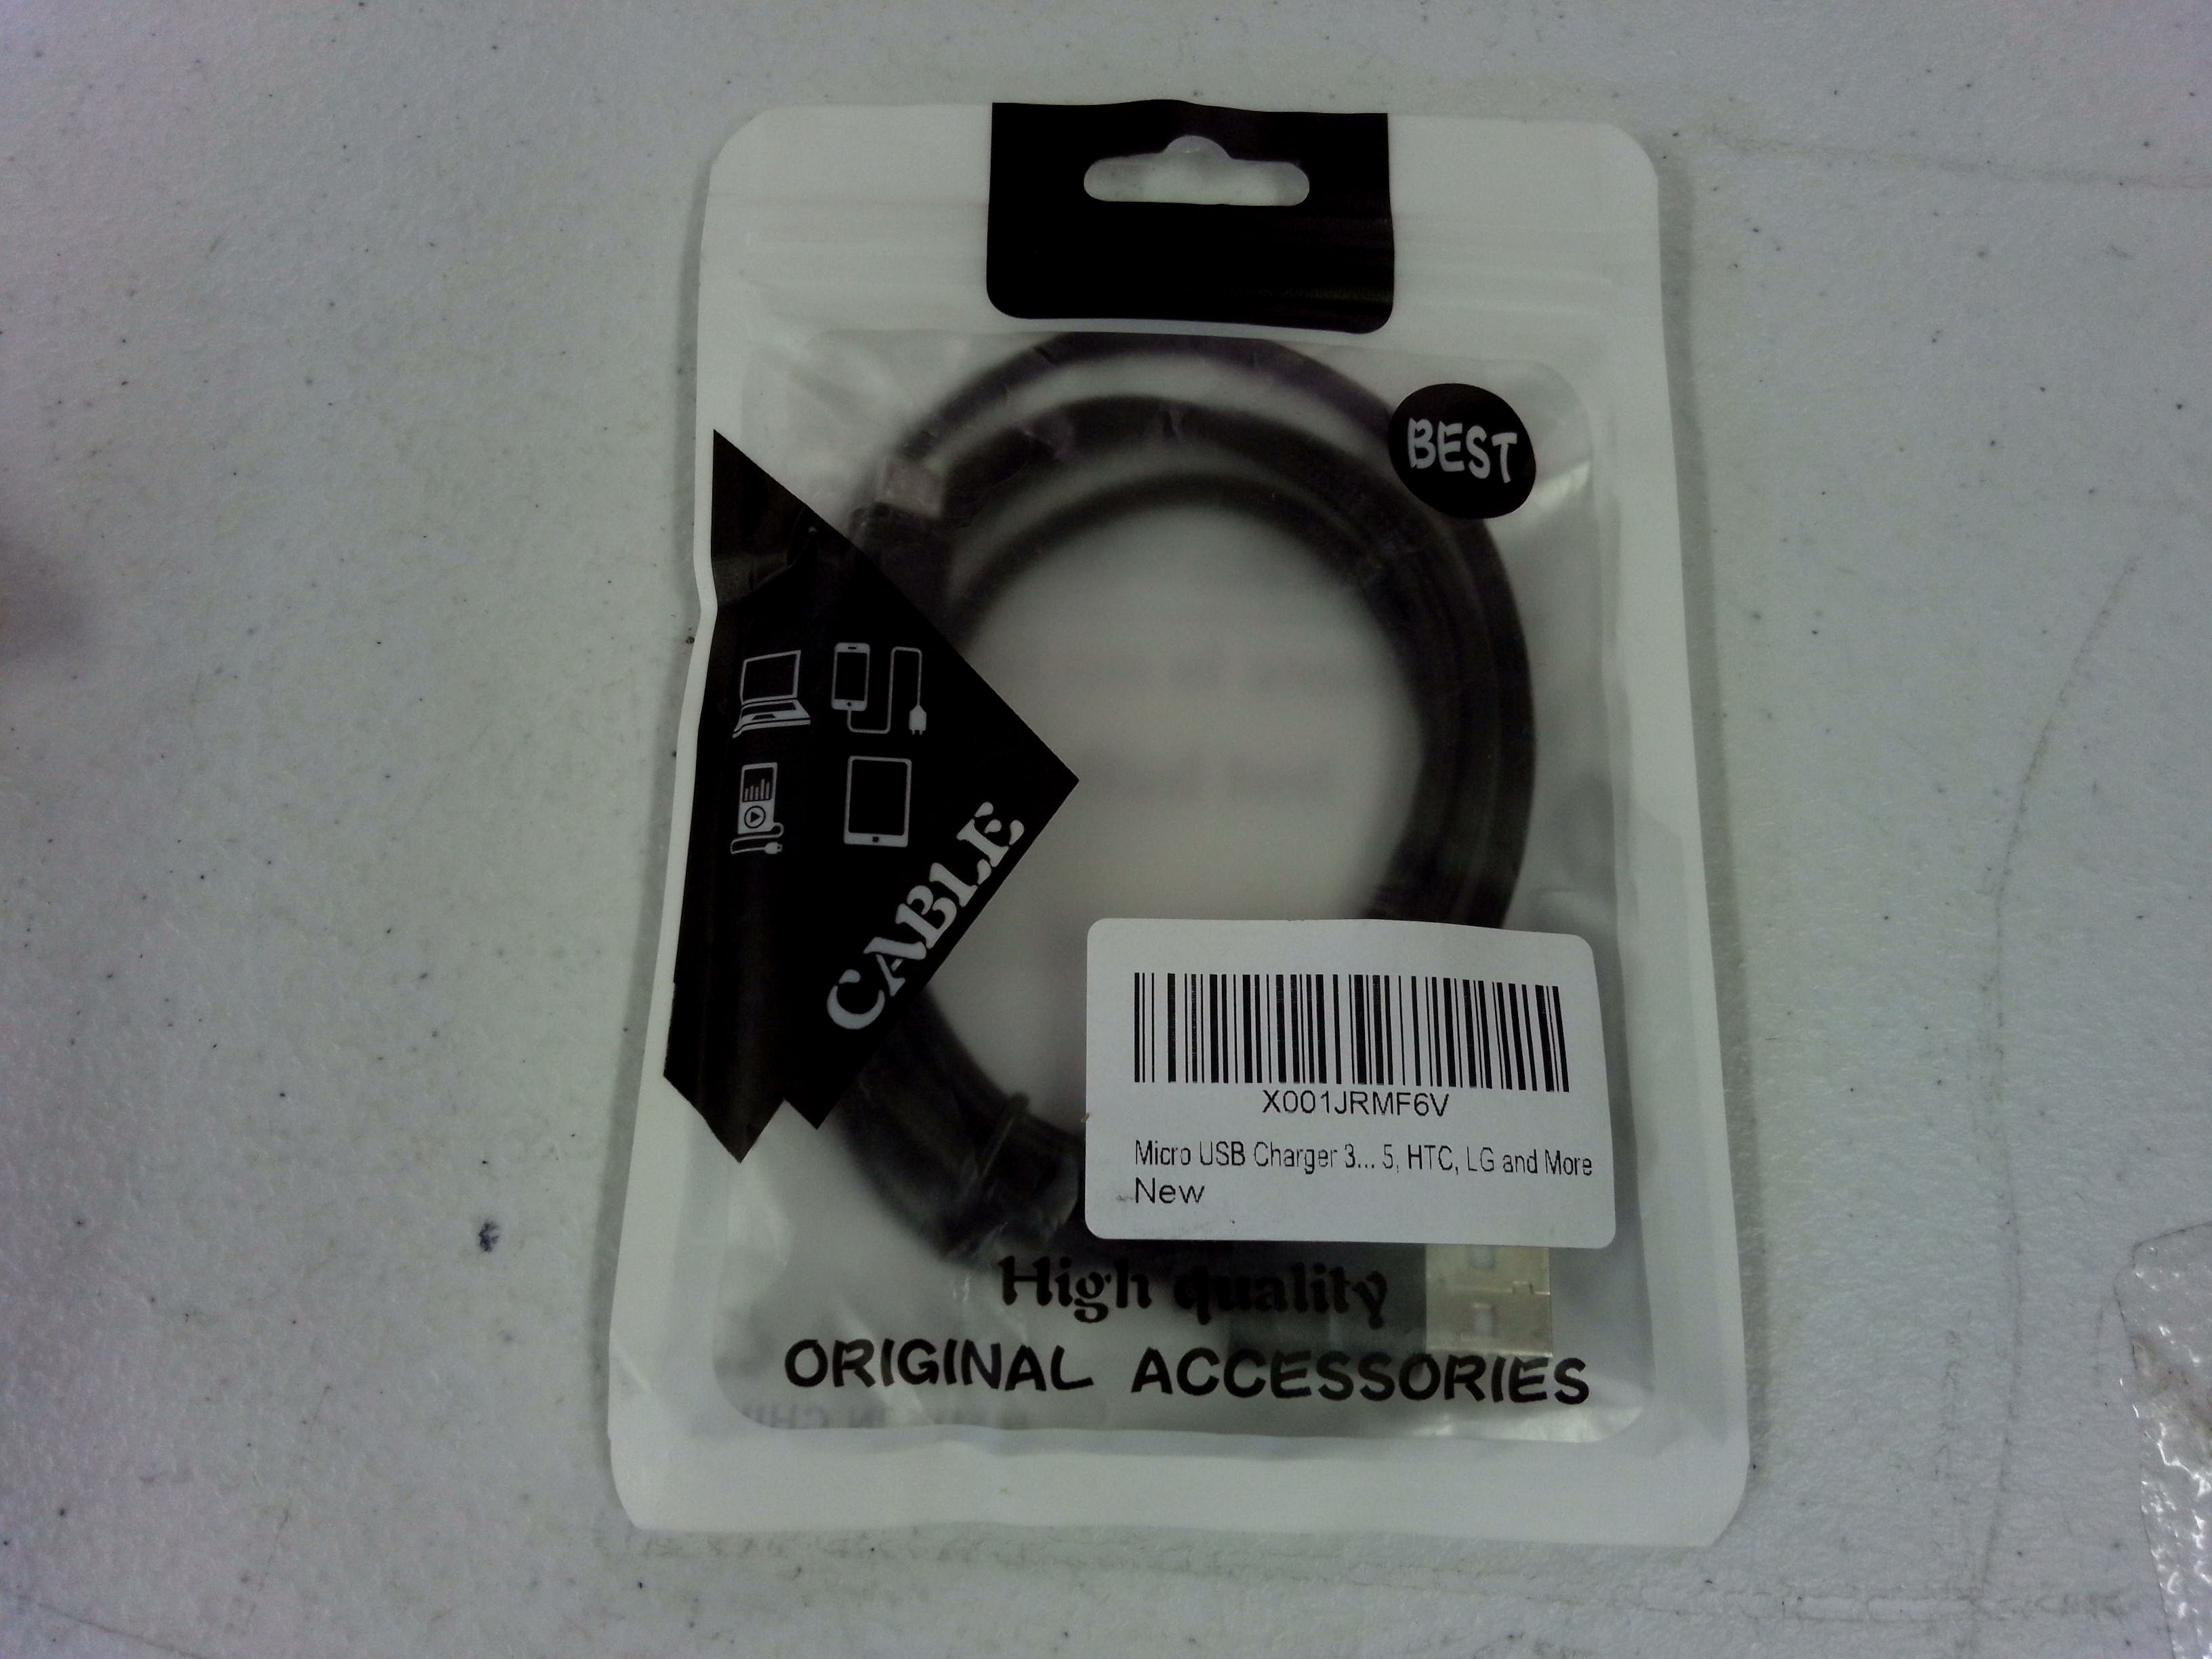 BEST
CABLE
X001JRMF6V
Micro USB Charger 3... 5, HTC, LG and More
New
High quality
ORIGINAL ACCESSORIES